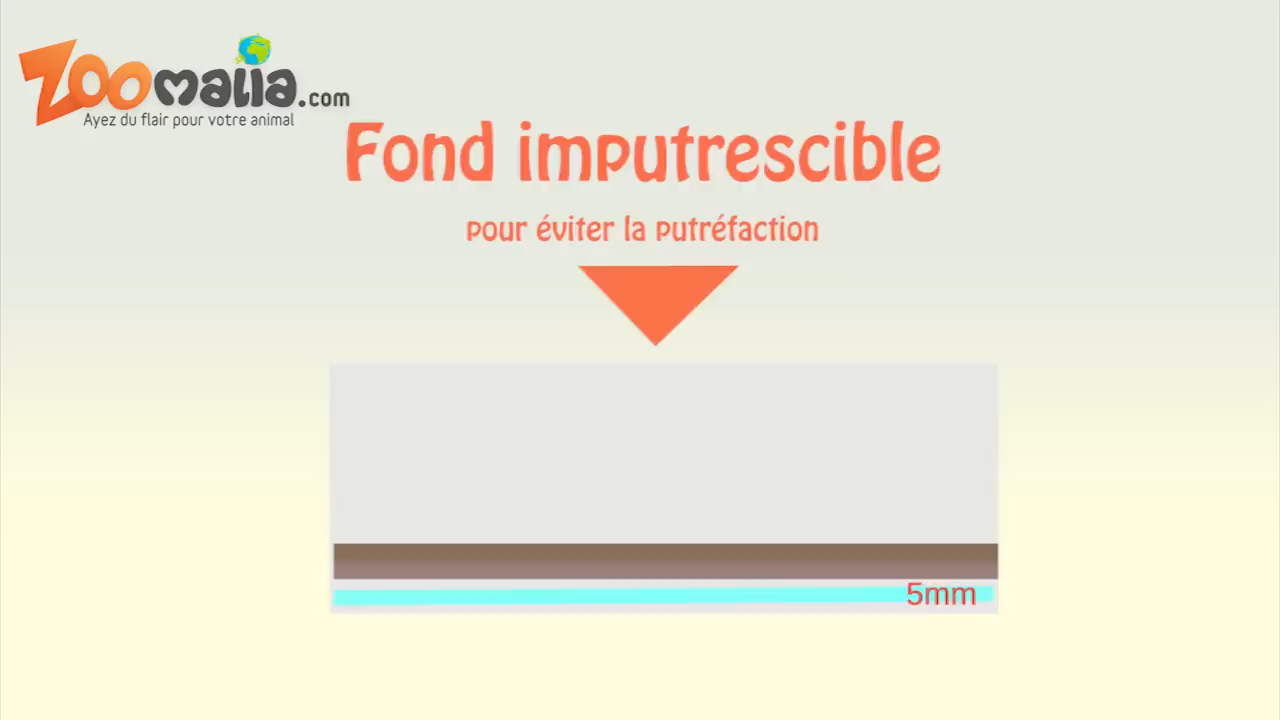 Zoomalia.com
Ayez du flair pour votre animal
Fond imputrescible
pour éviter la putréfaction
5mm